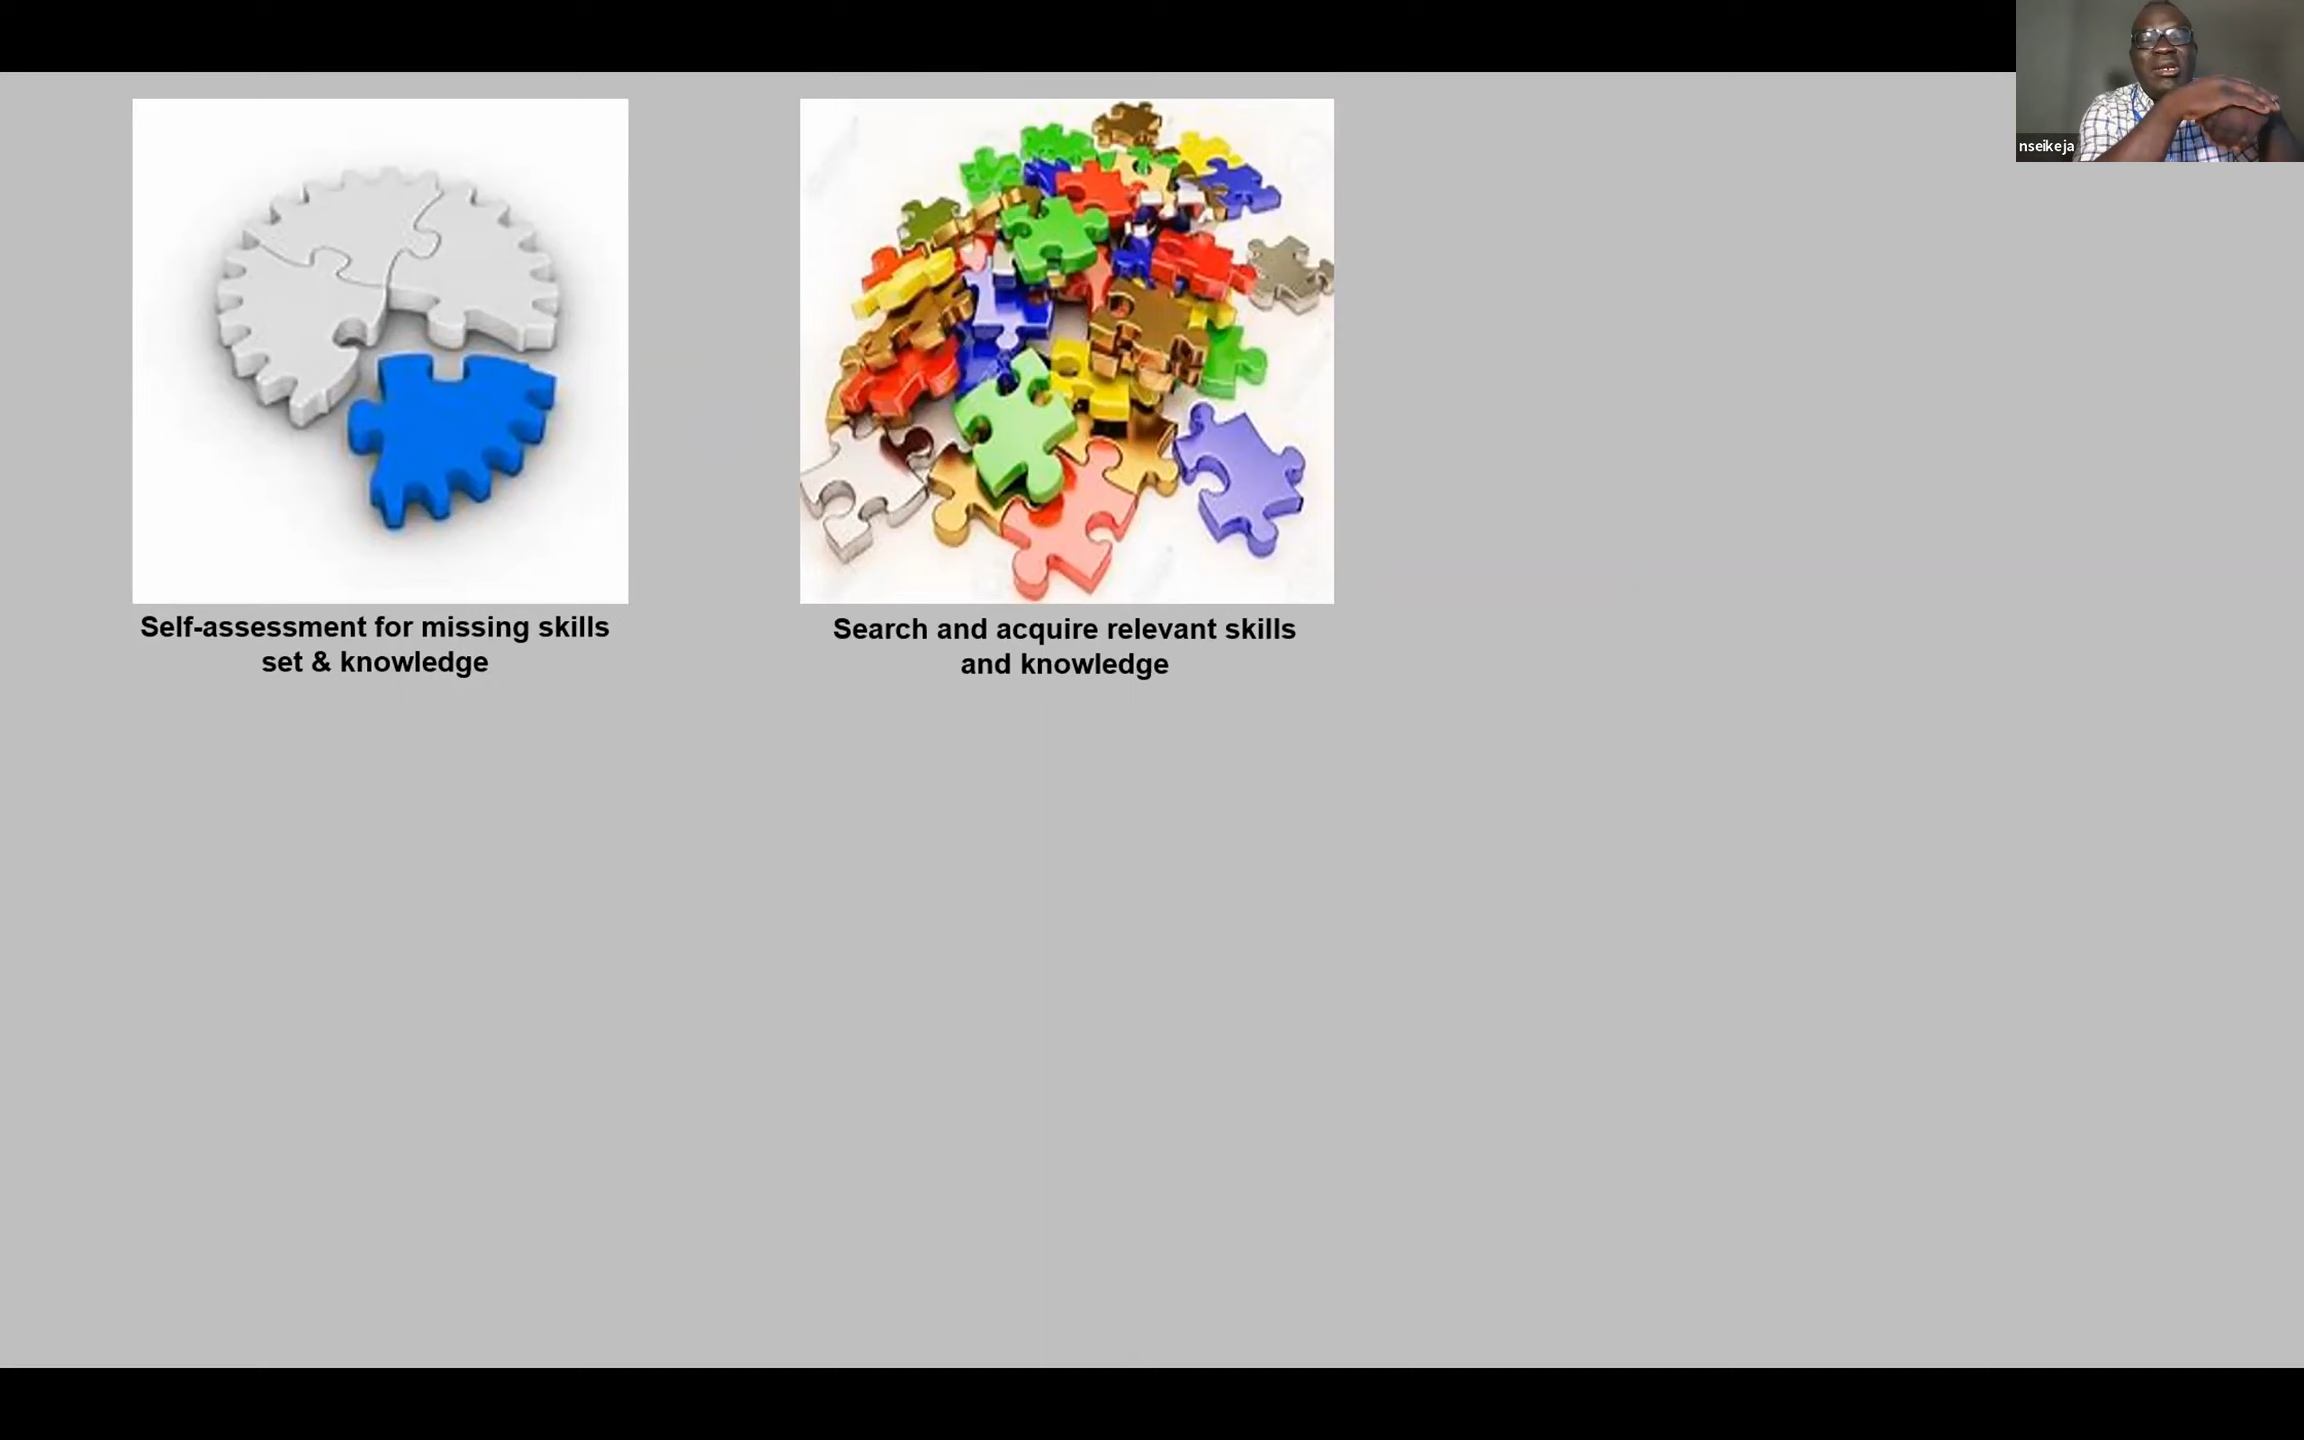 nseikeja
Self-assessment for missing skills
set & knowledge
Search and acquire relevant skills
and knowledge